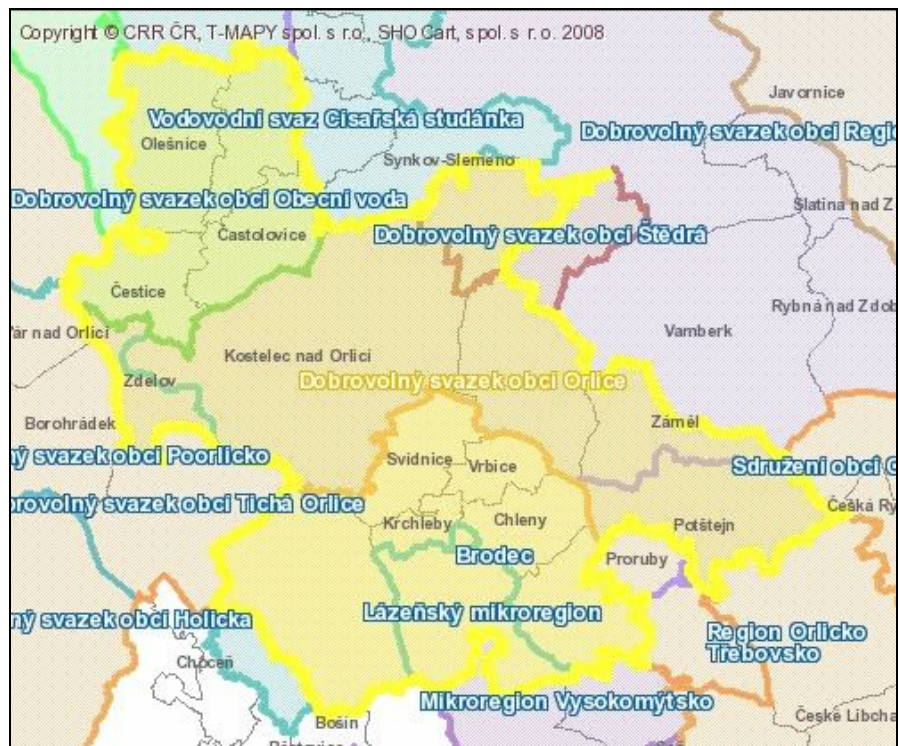 Copyright © CRR ČR, T-MAPY spol. s r.o., SHOCart, spol. s r. o. 2008
Javornice
Vodovodní svaz Císařská studánka
Dobrovolný svazek obcí Regio
Olešnice
Synkov-Slemeno
Dobrovolný svazek obcí Obecní voda
Slatina nad Z
Častolovice
Dobrovolný svazek obcí Štědrá
Čestice
Rybná nad Zdob
ár nad Orlicí
Vamberk
Kostelec nad Orlicí
Zdelov
Dobrovolný svazek obcí Orlice
Borohrádek
Záměl
ý svazek obcí Poorlicko
Svídnice
Vrbice
Sdružení obcí
brovolný svazek obcí Tichá Orlice
Česká Ry
Krchleby
Chleny
Potštejn
Brodec
Proruby
ný svazek obcí Holicka
Lázeňský mikroregion
Region Orlicko
Třebovsko
Choceň
Mikroregion Vysokomýtsko
Bošín
České Libcha